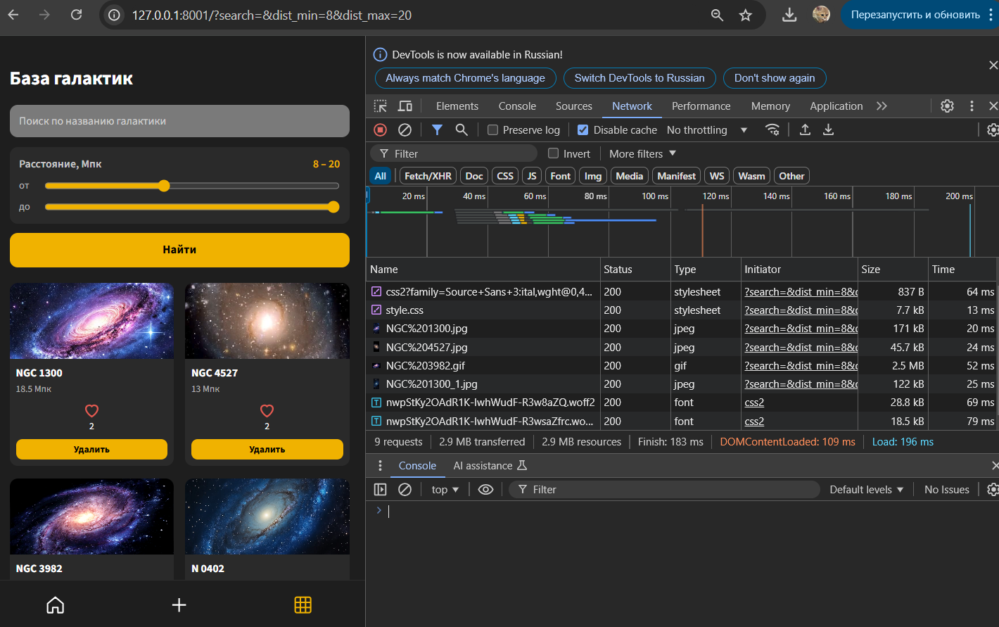 127.0.0.1:8001/?search=&dist_min=8&dist_max=20
Перезапустить и обновить
База галактик
Поиск по названию галактики
Расстояние, Мпк
8 – 20
от
до
Найти
NGC 1300
18.5 Мпк
2
Удалить
NGC 4527
13 Мпк
2
Удалить
NGC 3982
N 0402
DevTools is now available in Russian!
Always match Chrome's language
Switch DevTools to Russian
Don't show again
Elements Console Sources Network Performance Memory Application
Preserve log Disable cache No throttling
Filter Invert More filters
All Fetch/XHR Doc CSS JS Font Img Media Manifest WS Wasm Other
20 ms 40 ms 60 ms 80 ms 100 ms 120 ms 140 ms 160 ms 180 ms 200 ms
Name Status Type Initiator Size Time
css2?family=Source+Sans+3:ital,wght@0,4... 200 stylesheet ?search=&dist_min=8&d 837 B 64 ms
style.css 200 stylesheet ?search=&dist_min=8&d 7.7 kB 13 ms
NGC%201300.jpg 200 jpeg ?search=&dist_min=8&d 171 kB 20 ms
NGC%204527.jpg 200 jpeg ?search=&dist_min=8&d 45.7 kB 24 ms
NGC%203982.gif 200 gif ?search=&dist_min=8&d 2.5 MB 52 ms
NGC%201300_1.jpg 200 jpeg ?search=&dist_min=8&d 122 kB 25 ms
nwpStKy2OAdR1K-IwhWudF-R3w8aZQ.woff2 200 font css2 28.8 kB 69 ms
nwpStKy2OAdR1K-IwhWudF-R3wsaZfrc.wo... 200 font css2 18.5 kB 79 ms
9 requests 2.9 MB transferred 2.9 MB resources Finish: 183 ms DOMContentLoaded: 109 ms Load: 196 ms
Console AI assistance
top Filter Default levels No Issues